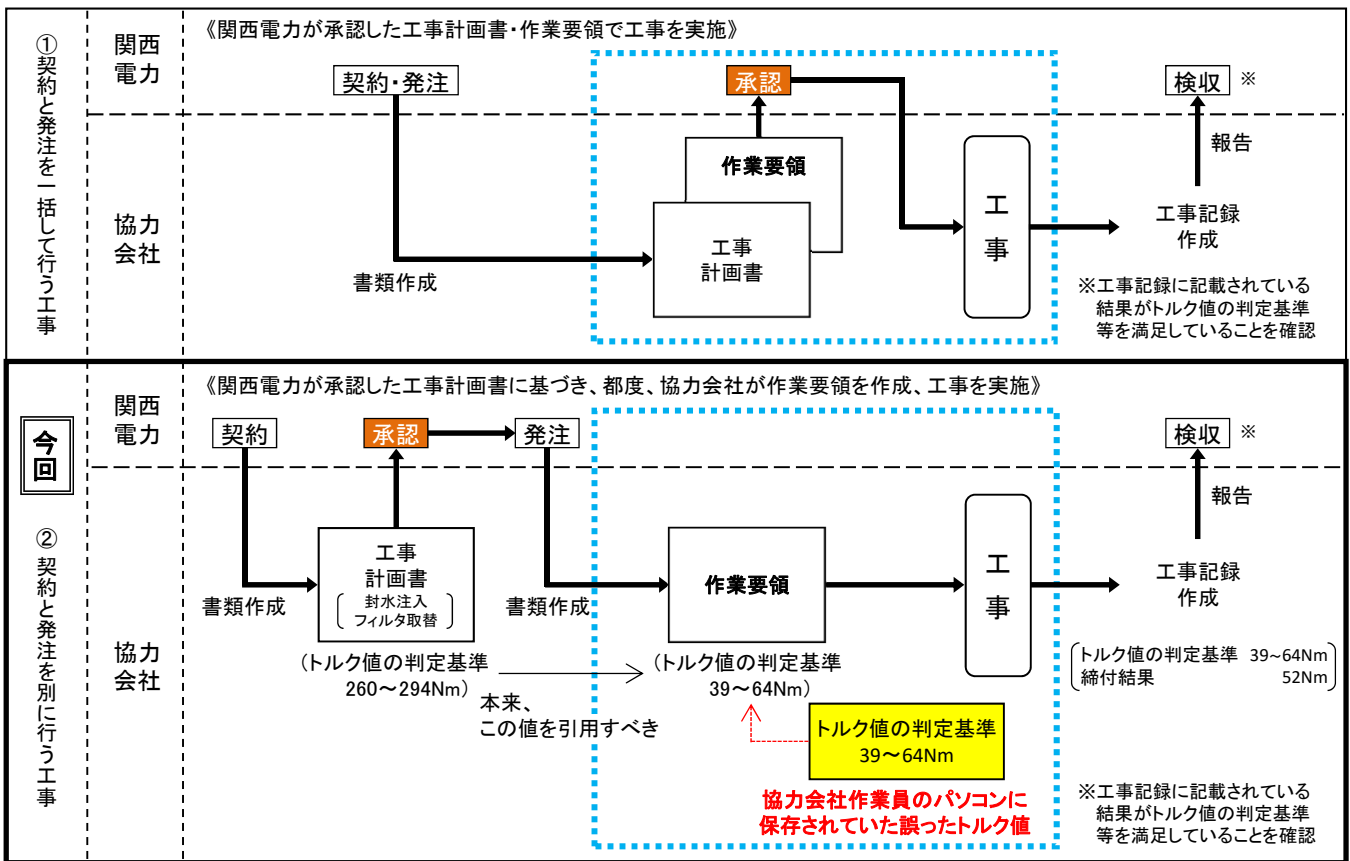 ①契約と発注を一括して行う工事
関西
電力
協力
会社
《関西電力が承認した工事計画書・作業要領で工事を実施》
契約・発注
承認
検収 ※
作業要領
工事
計画書
書類作成
工
事
報告
工事記録
作成
※工事記録に記載されている
結果がトルク値の判定基準
等を満足していることを確認
今回
②契約と発注を別に行う工事
関西
電力
協力
会社
《関西電力が承認した工事計画書に基づき、都度、協力会社が作業要領を作成、工事を実施》
契約
承認
発注
検収 ※
書類作成
工事
計画書
封水注入
フィルタ取替
(トルク値の判定基準
260～294Nm)
本来、
この値を引用すべき
書類作成
作業要領
(トルク値の判定基準
39～64Nm)
トルク値の判定基準
39～64Nm
協力会社作業員のパソコンに
保存されていた誤ったトルク値
工
事
報告
工事記録
作成
トルク値の判定基準 39~64Nm
締付結果 52Nm
※工事記録に記載されている
結果がトルク値の判定基準
等を満足していることを確認